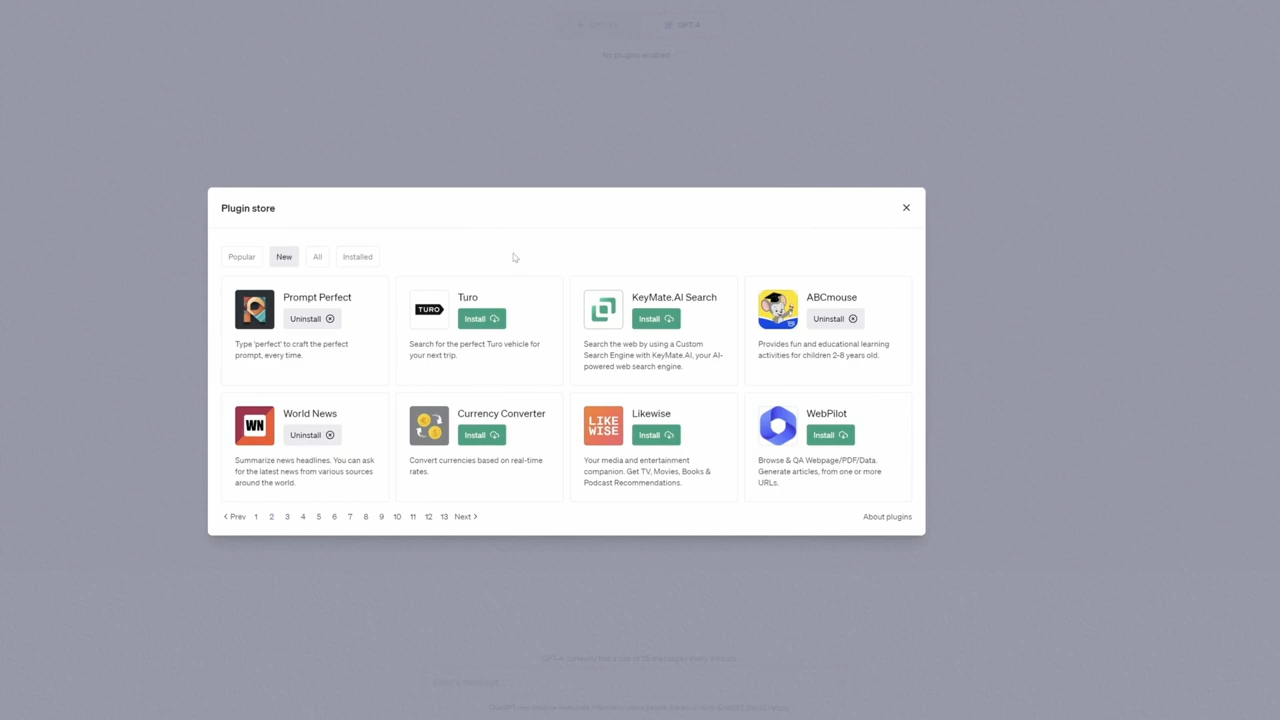 GPT-4
No plugins enabled
Plugin store
Popular
New
All
Installed
Prompt Perfect
Uninstall
Type 'perfect' to craft the perfect
prompt, every time.
TURO
Turo
Install
Search for the perfect Turo vehicle for
your next trip.
KeyMate.AI Search
Install
Search the web by using a Custom
Search Engine with KeyMate.AI, your AI-
powered web search engine.
ABCmouse
Uninstall
Provides fun and educational learning
activities for children 2-8 years old.
WN
World News
Uninstall
Summarize news headlines. You can ask
for the latest news from various sources
around the world.
Currency Converter
Install
Convert currencies based on real-time
rates.
LIKE
WISE
Likewise
Install
Your media and entertainment
companion. Get TV, Movies, Books &
Podcast Recommendations.
WebPilot
Install
Browse & QA Webpage/PDF/Data.
Generate articles, from one or more
URLs.
Prev 1 2 3 4 5 6 7 8 9 10 11 12 13 Next
About plugins